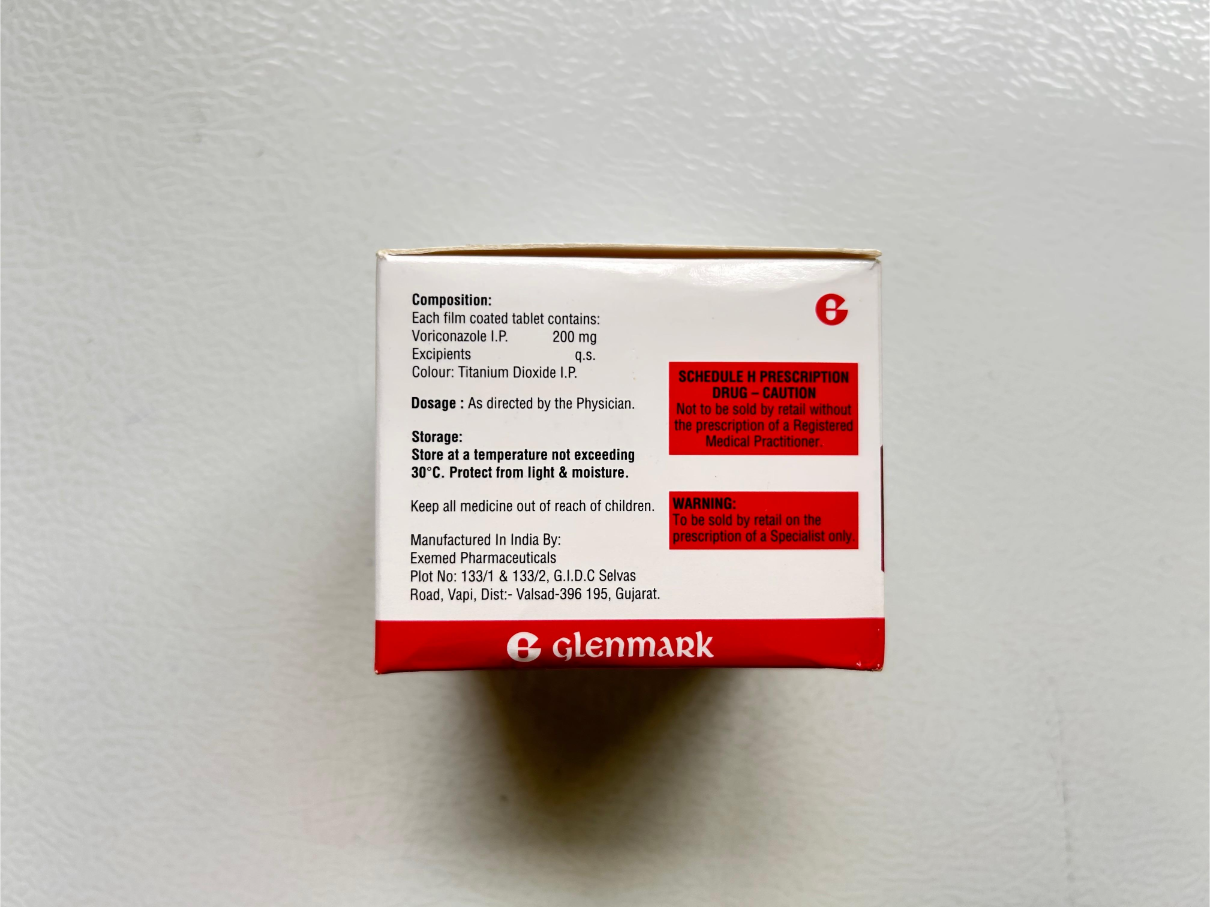 Composition:
Each film coated tablet contains:
Voriconazole I.P. 200 mg
Excipients q.s.
Colour: Titanium Dioxide I.P.
Dosage : As directed by the Physician.
Storage:
Store at a temperature not exceeding
30°C. Protect from light & moisture.
Keep all medicine out of reach of children.
Manufactured In India By:
Exemed Pharmaceuticals
Plot No: 133/1 & 133/2, G.I.D.C Selvas
Road, Vapi, Dist:- Valsad-396 195, Gujarat.
SCHEDULE H PRESCRIPTION
DRUG – CAUTION
Not to be sold by retail without
the prescription of a Registered
Medical Practitioner.
WARNING:
To be sold by retail on the
prescription of a Specialist only.
glenmark